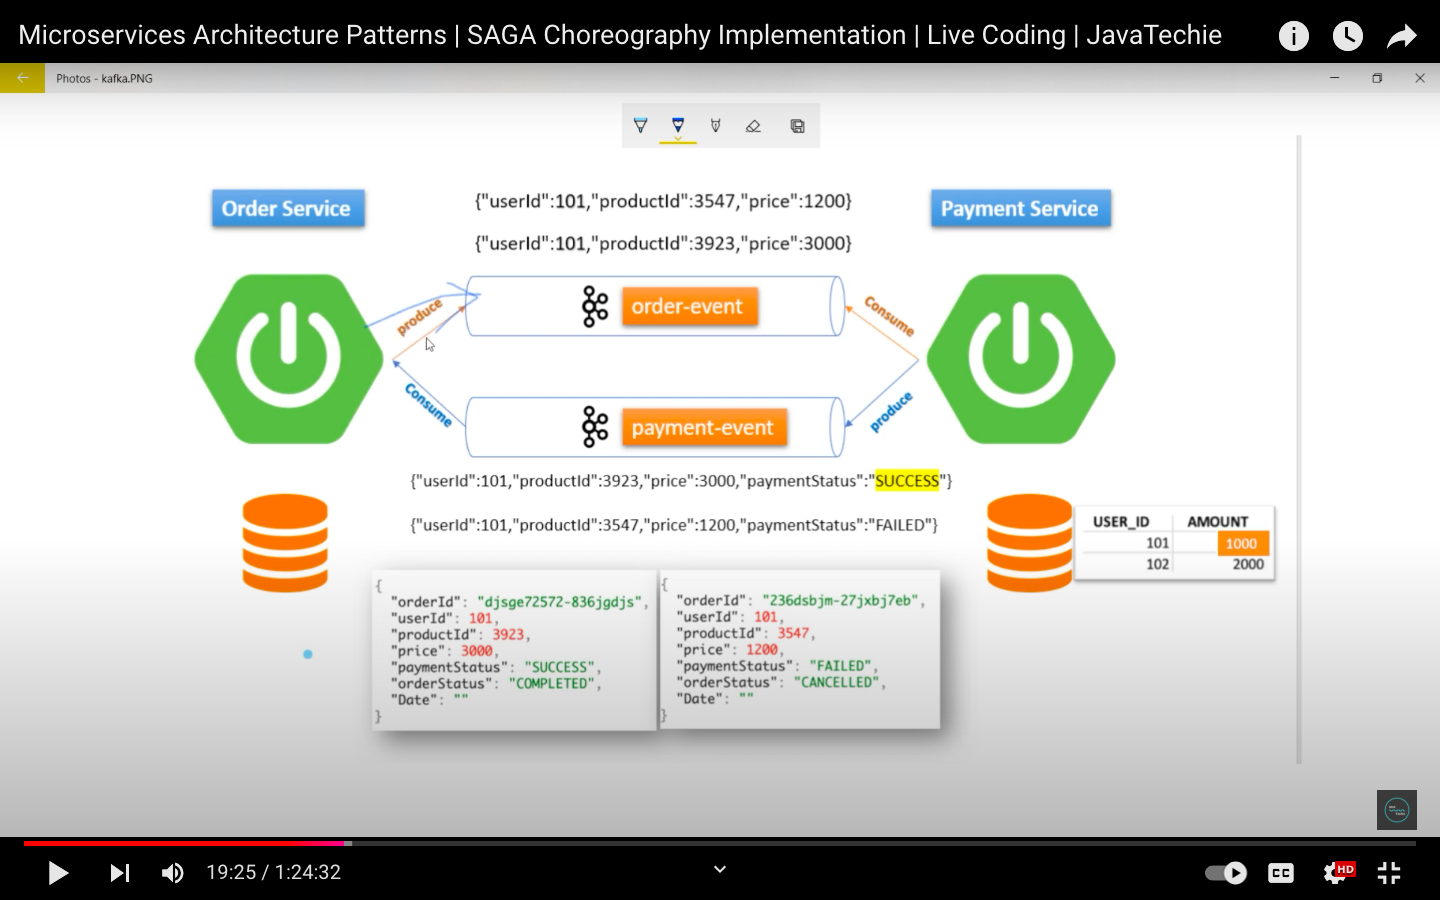 Microservices Architecture Patterns | SAGA Choreography Implementation | Live Coding | JavaTechie
Photos - kafka.PNG
Order Service
{"userId":101,"productId":3547,"price":1200}
Payment Service
{"userId":101,"productId":3923,"price":3000}
produce
order-event
Consume
Consume
payment-event
produce
{"userId":101,"productId":3923,"price":3000,"paymentStatus":"SUCCESS"}
{"userId":101,"productId":3547,"price":1200,"paymentStatus":"FAILED"}
USER_ID AMOUNT
101 1000
102 2000
{
"orderId": "djsge72572-836jgdjs",
"userId": 101,
"productId": 3923,
"price": 3000,
"paymentStatus": "SUCCESS",
"orderStatus": "COMPLETED",
"Date": ""
}
{
"orderId": "236dsbjm-27jxbj7eb",
"userId": 101,
"productId": 3547,
"price": 1200,
"paymentStatus": "FAILED",
"orderStatus": "CANCELLED",
"Date": ""
}
19:25 / 1:24:32
CC
HD